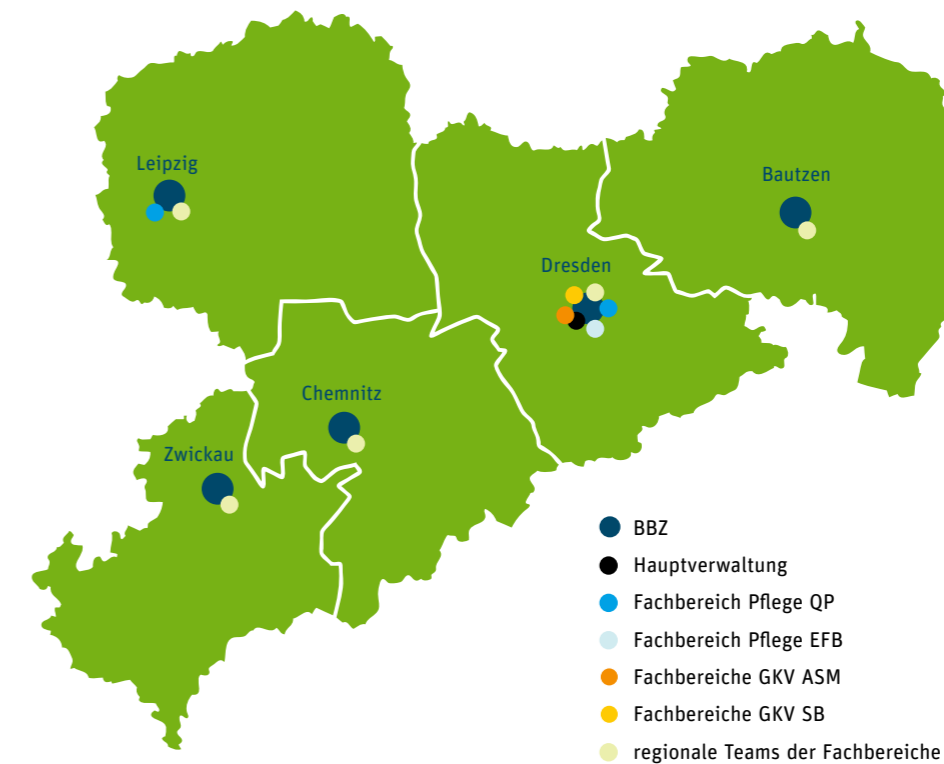 Leipzig
Bautzen
Dresden
Chemnitz
Zwickau
BBZ
Hauptverwaltung
Fachbereich Pflege QP
Fachbereich Pflege EFB
Fachbereiche GKV ASM
Fachbereiche GKV SB
regionale Teams der Fachbereiche